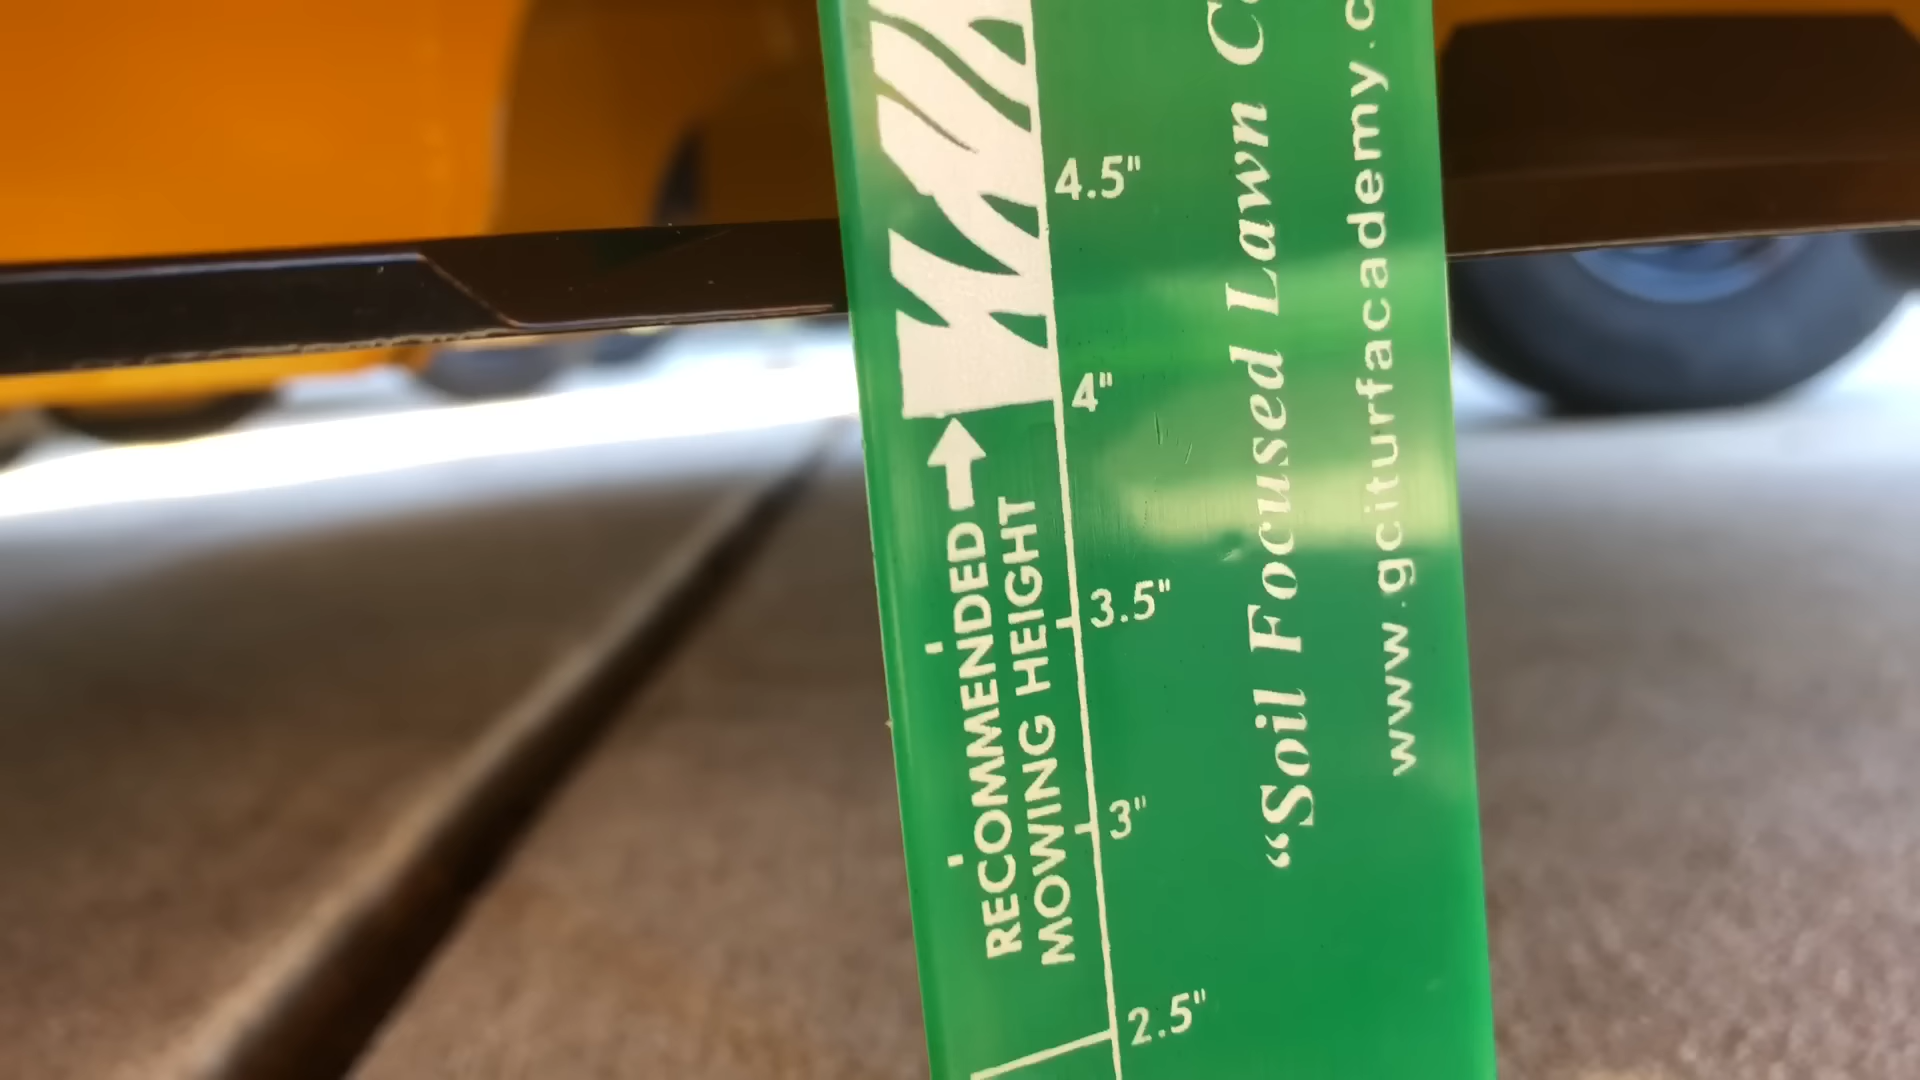 4.5"
4"
3.5"
3"
2.5"
RECOMMENDED
MOWING HEIGHT
“Soil Focused Lawn C
www.gciturfacademy.c